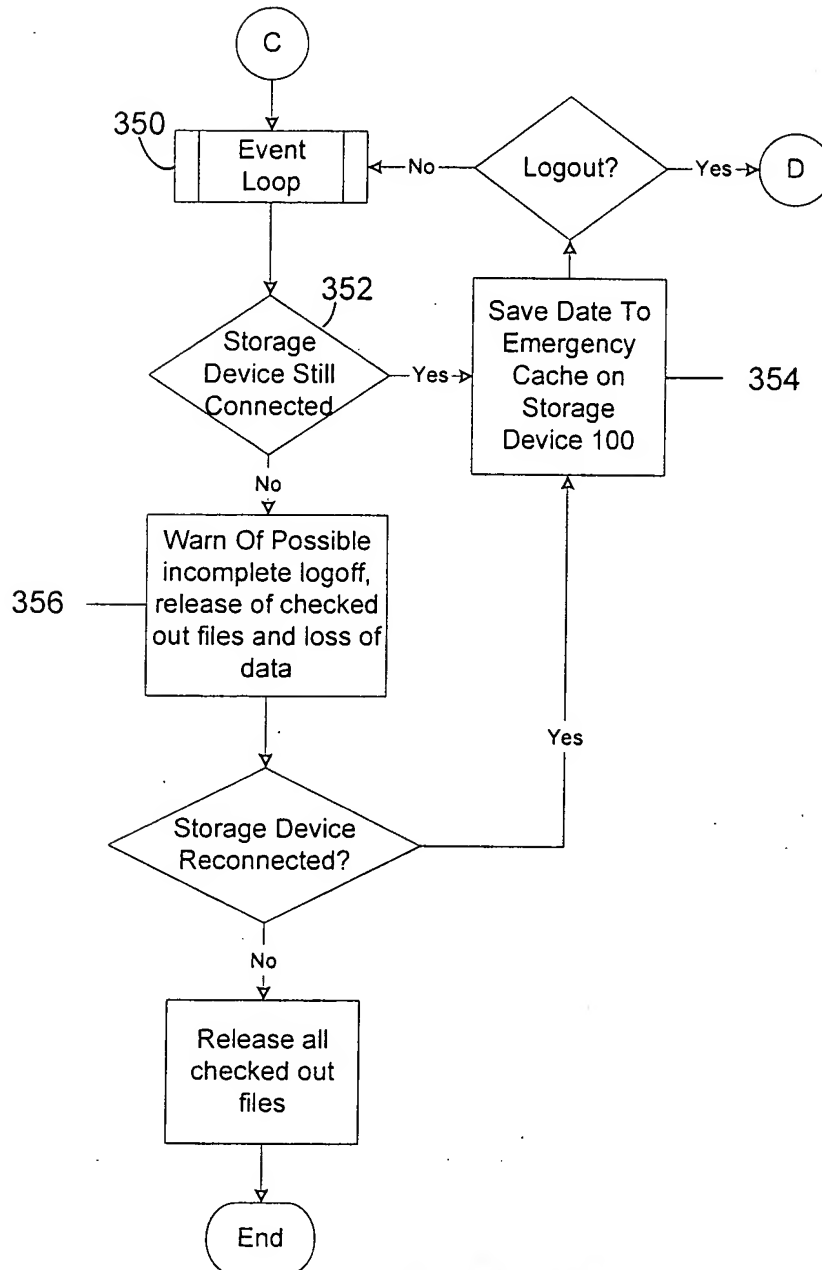 C
350
Event
Loop
No
Logout?
Yes
D
352
Storage
Device Still
Connected
Yes
Save Date To
Emergency
Cache on
Storage
Device 100
354
No
356
Warn Of Possible
incomplete logoff,
release of checked
out files and loss of
data
Yes
Storage Device
Reconnected?
No
Release all
checked out
files
End